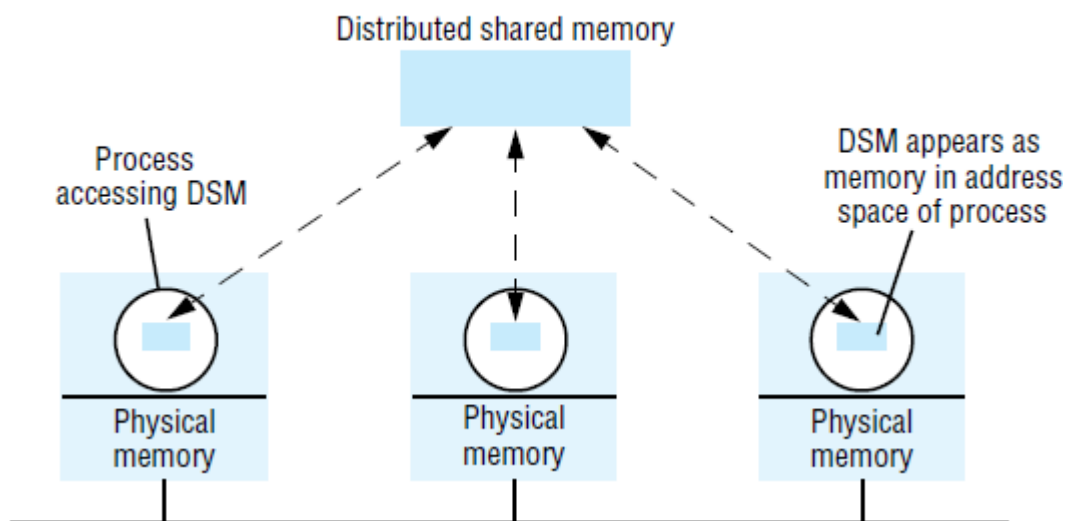 Distributed shared memory
Process
accessing DSM
DSM appears as
memory in address
space of process
Physical
memory
Physical
memory
Physical
memory